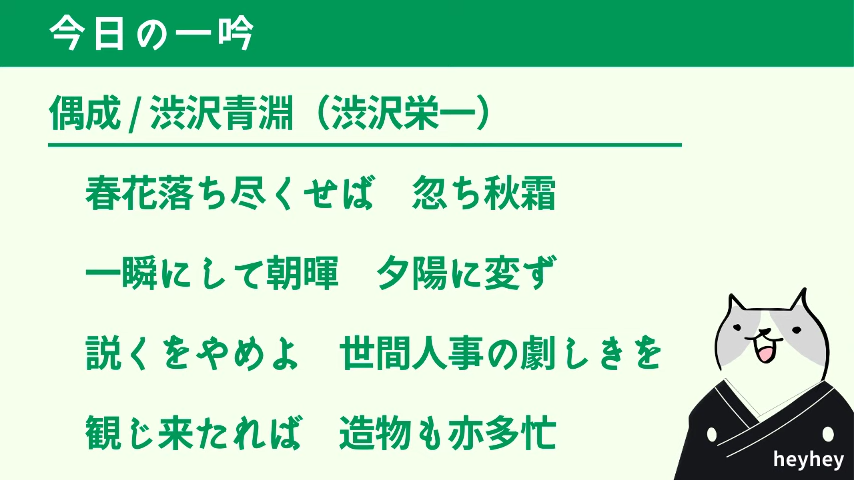 今日の一吟
偶成 / 渋沢青淵（渋沢栄一）
春花落ち尽くせば　忽ち秋霜
一瞬にして朝暉　夕陽に変ず
説くをやめよ　世間人事の劇しきを
観じ来たれば　造物も亦多忙
heyhey